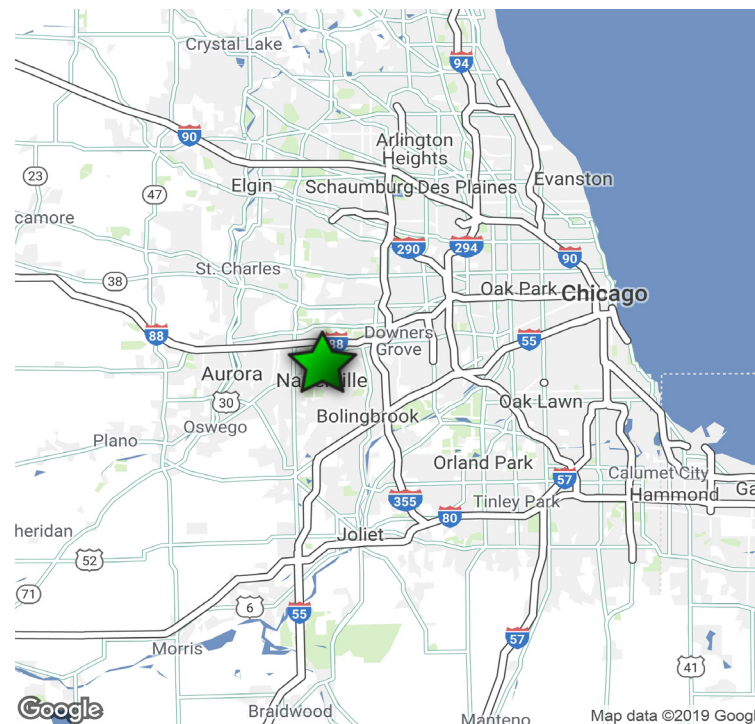 Crystal Lake
94
90
Arlington
Heights
23
47
Elgin
Schaumburg
Des Plaines
Evanston
camore
290
294
90
St. Charles
38
Oak Park
Chicago
88
88
Downers
Grove
55
Aurora
Oak Lawn
30
Bolingbrook
Oswego
Plano
Orland Park
57
Calumet City
Hammond
Ga
355
Tinley Park
80
heridan
Joliet
52
71
6
55
57
Morris
41
Braidwood
Manteno
Google
Map data ©2019 Googl